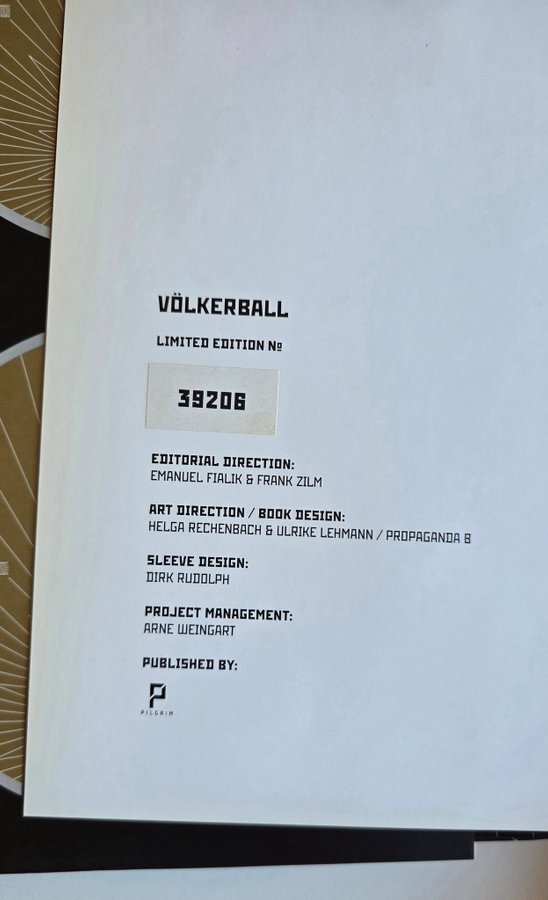 VÖLKERBALL
LIMITED EDITION Nº
39206
EDITORIAL DIRECTION:
EMANUEL FIALIK & FRANK ZILM
ART DIRECTION / BOOK DESIGN:
HELGA RECHENBACH & ULRIKE LEHMANN / PROPAGANDA B
SLEEVE DESIGN:
DIRK RUDOLPH
PROJECT MANAGEMENT:
ARNE WEINGART
PUBLISHED BY:
PILGRIM